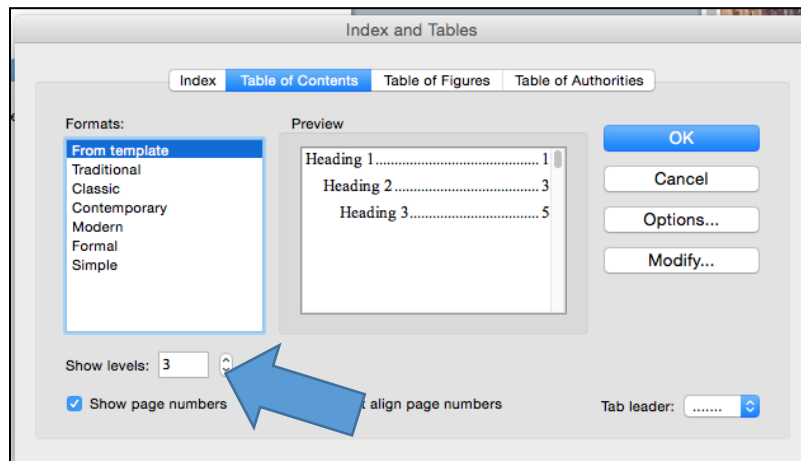 Index and Tables
Index Table of Contents Table of Figures Table of Authorities
Formats:
From template
Traditional
Classic
Contemporary
Modern
Formal
Simple
Preview
Heading 1.......................................... 1
Heading 2 ..................................... 3
Heading 3................................. 5
OK
Cancel
Options...
Modify...
Show levels: 3
Show page numbers
align page numbers
Tab leader: .......